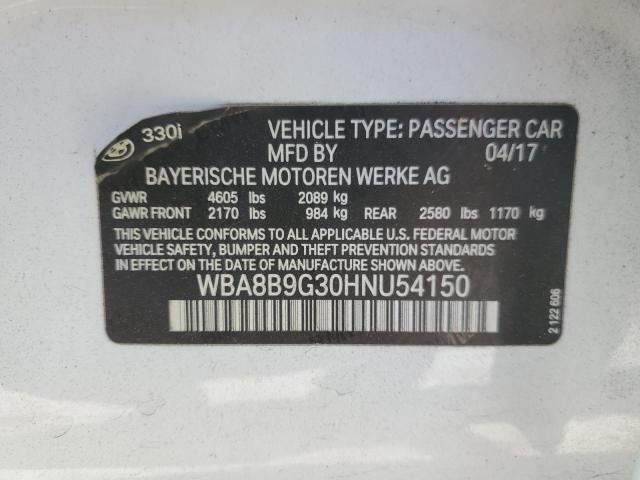 330i
VEHICLE TYPE: PASSENGER CAR
MFD BY 04/17
BAYERISCHE MOTOREN WERKE AG
GVWR 4605 lbs 2089 kg
GAWR FRONT 2170 lbs 984 kg REAR 2580 lbs 1170 kg
THIS VEHICLE CONFORMS TO ALL APPLICABLE U.S. FEDERAL MOTOR
VEHICLE SAFETY, BUMPER AND THEFT PREVENTION STANDARDS
IN EFFECT ON THE DATE OF MANUFACTURE SHOWN ABOVE.
WBA8B9G30HNU54150
2 122 606